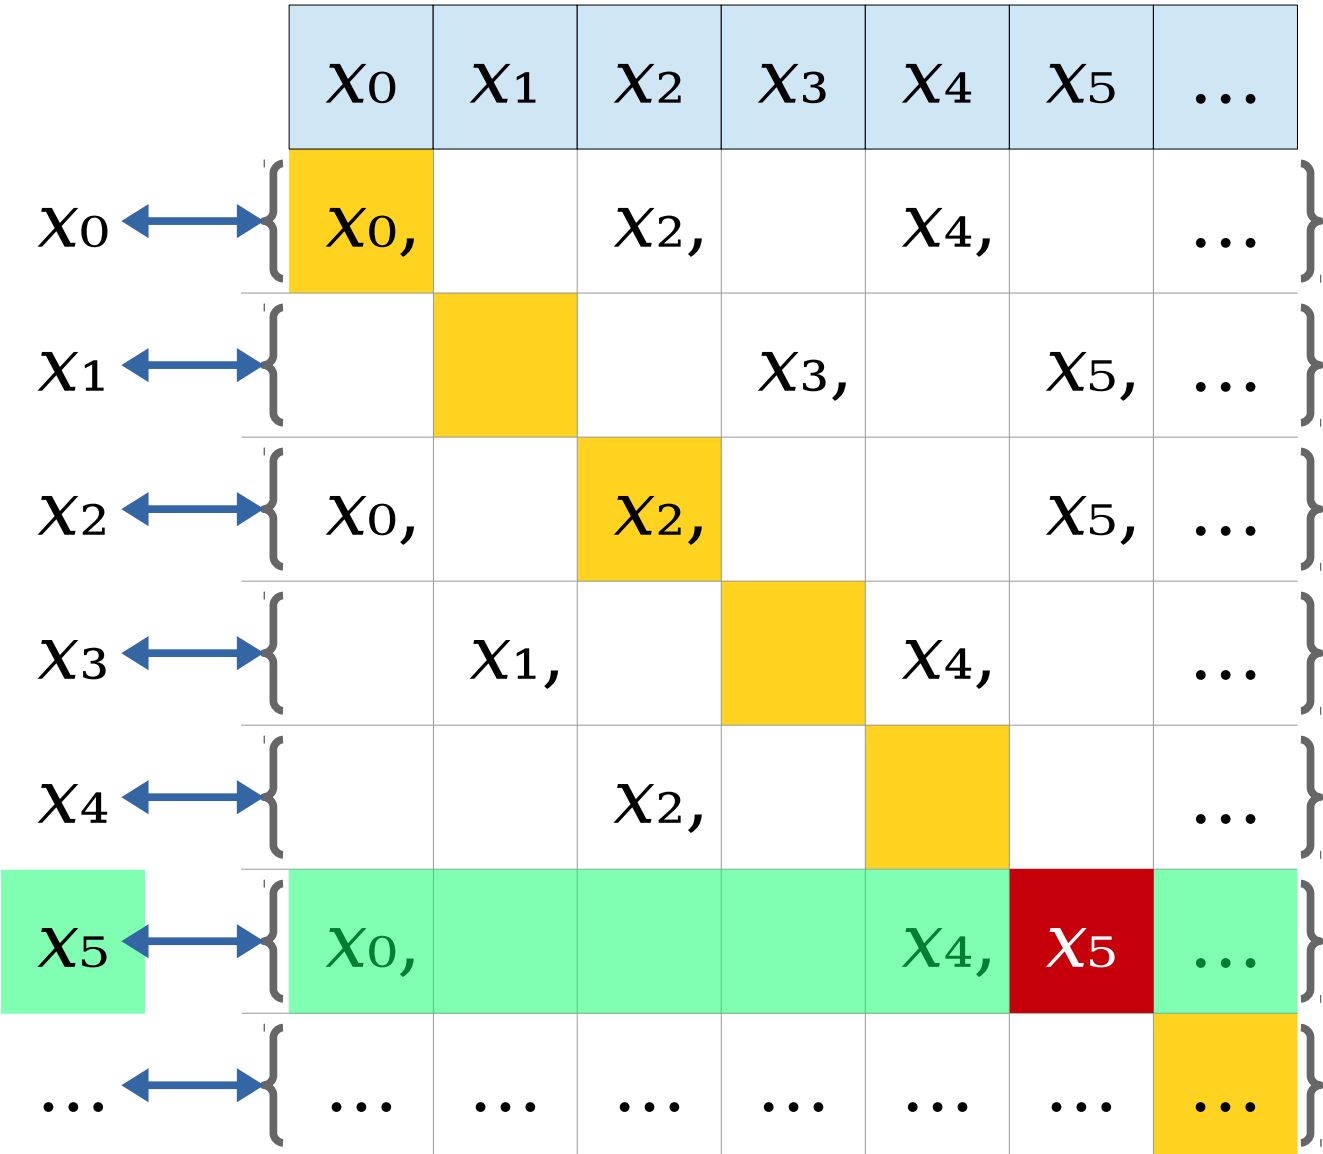 x₀ x₁ x₂ x₃ x₄ x₅ ...
x₀ { x₀, x₂, x₄, ... }
x₁ { x₃, x₅, ... }
x₂ { x₀, x₂, x₅, ... }
x₃ { x₁, x₄, ... }
x₄ { x₂, ... }
x₅ { x₀, x₄, x₅ ... }
... { ... ... ... ... ... ... ... }